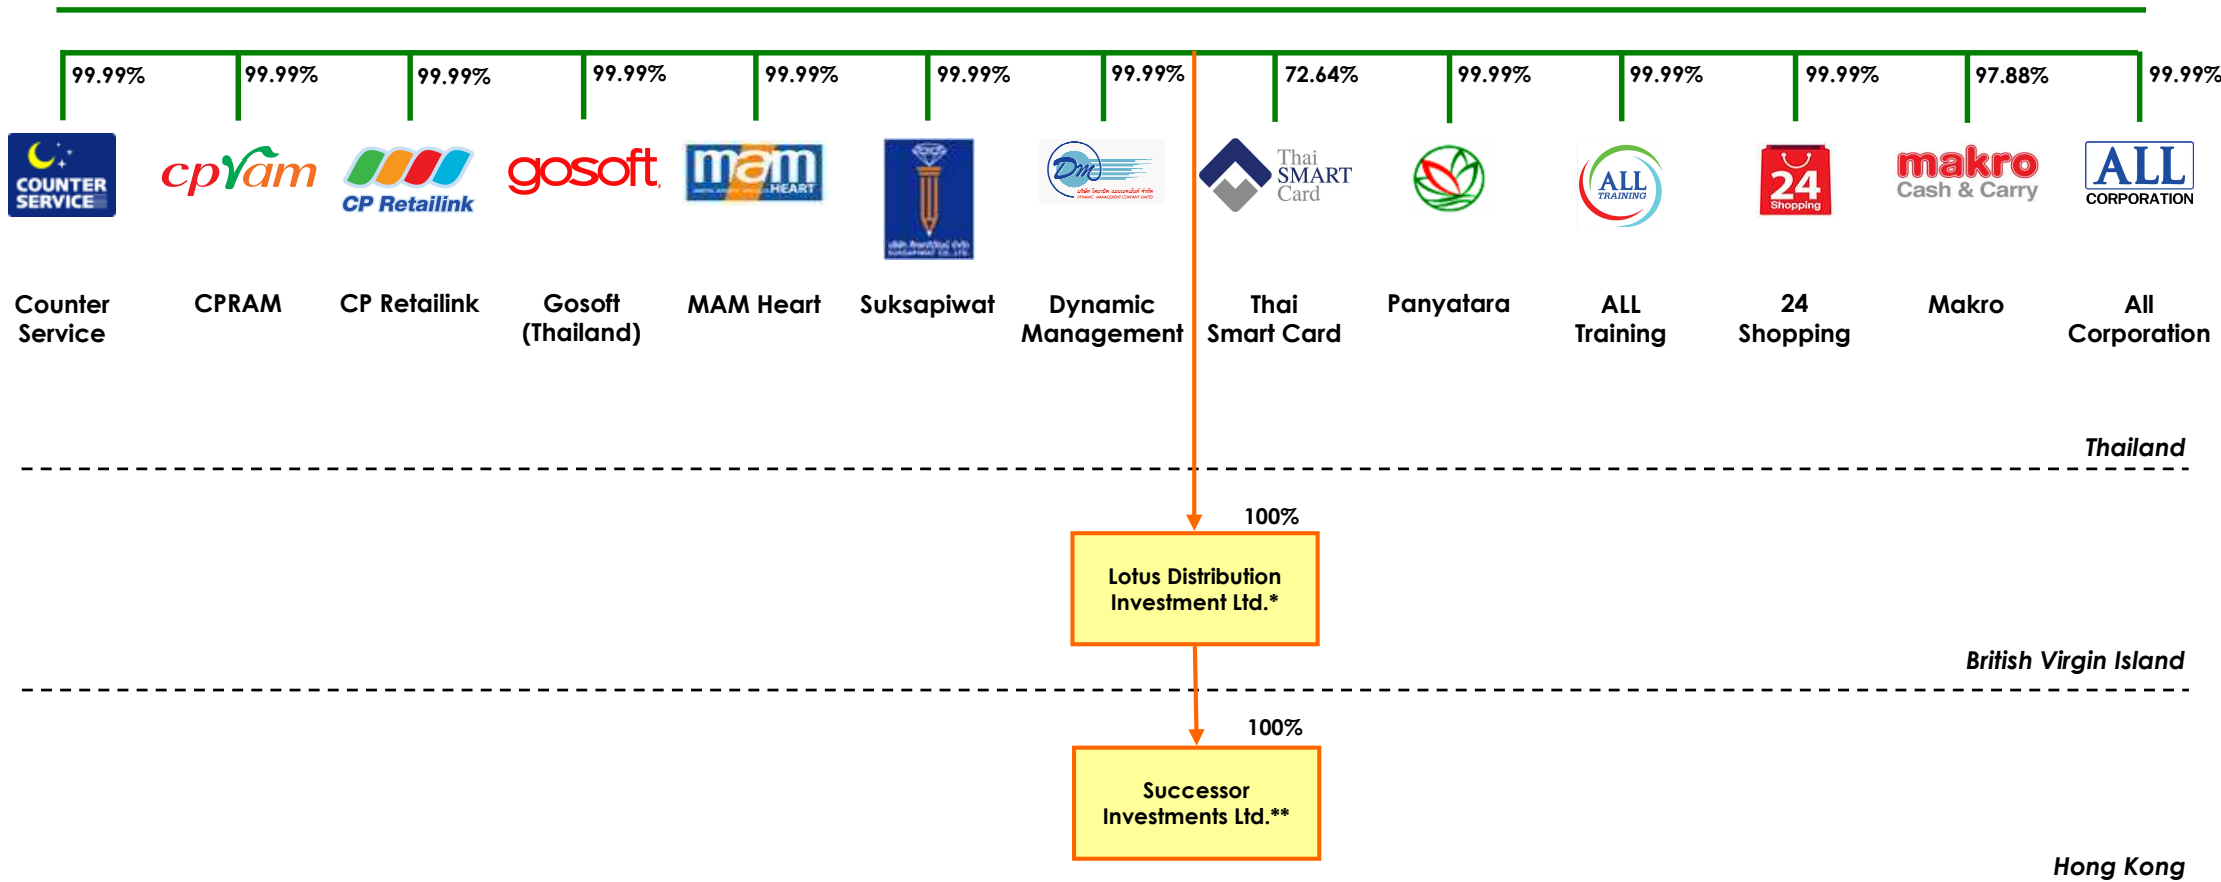 99.99% 99.99% 99.99% 99.99% 99.99% 99.99% 99.99% 72.64% 99.99% 99.99% 99.99% 97.88% 99.99%
COUNTER
SERVICE
cpram
CP Retailink
gosoft
mam
HEART
Dm
Thai
SMART
Card
ALL
TRAINING
24
Shopping
makro
Cash & Carry
ALL
CORPORATION
Counter
Service
CPRAM
CP Retailink
Gosoft
(Thailand)
MAM Heart
Suksapiwat
Dynamic
Management
Thai
Smart Card
Panyatara
ALL
Training
24
Shopping
Makro
All
Corporation
Thailand
100%
Lotus Distribution
Investment Ltd.*
British Virgin Island
100%
Successor
Investments Ltd.**
Hong Kong